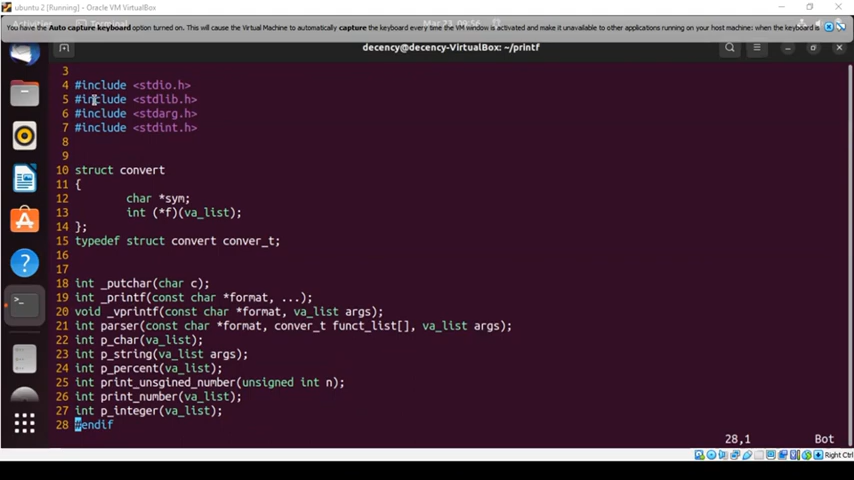 ubuntu 2 [Running] - Oracle VM VirtualBox
You have the Auto capture keyboard option turned on. This will cause the Virtual Machine to automatically capture the keyboard every time the VM window is activated and make it unavailable to other applications running on your host machine: when the keyboard is
decency@decency-VirtualBox: ~/printf
3
4 #include <stdio.h>
5 #include <stdlib.h>
6 #include <stdarg.h>
7 #include <stdint.h>
8
9
10 struct convert
11 {
12 char *sym;
13 int (*f)(va_list);
14 };
15 typedef struct convert conver_t;
16
17
18 int _putchar(char c);
19 int _printf(const char *format, ...);
20 void _vprintf(const char *format, va_list args);
21 int parser(const char *format, conver_t funct_list[], va_list args);
22 int p_char(va_list);
23 int p_string(va_list args);
24 int p_percent(va_list);
25 int print_unsgined_number(unsigned int n);
26 int print_number(va_list);
27 int p_integer(va_list);
28 #endif
28,1 Bot
Right Ctrl